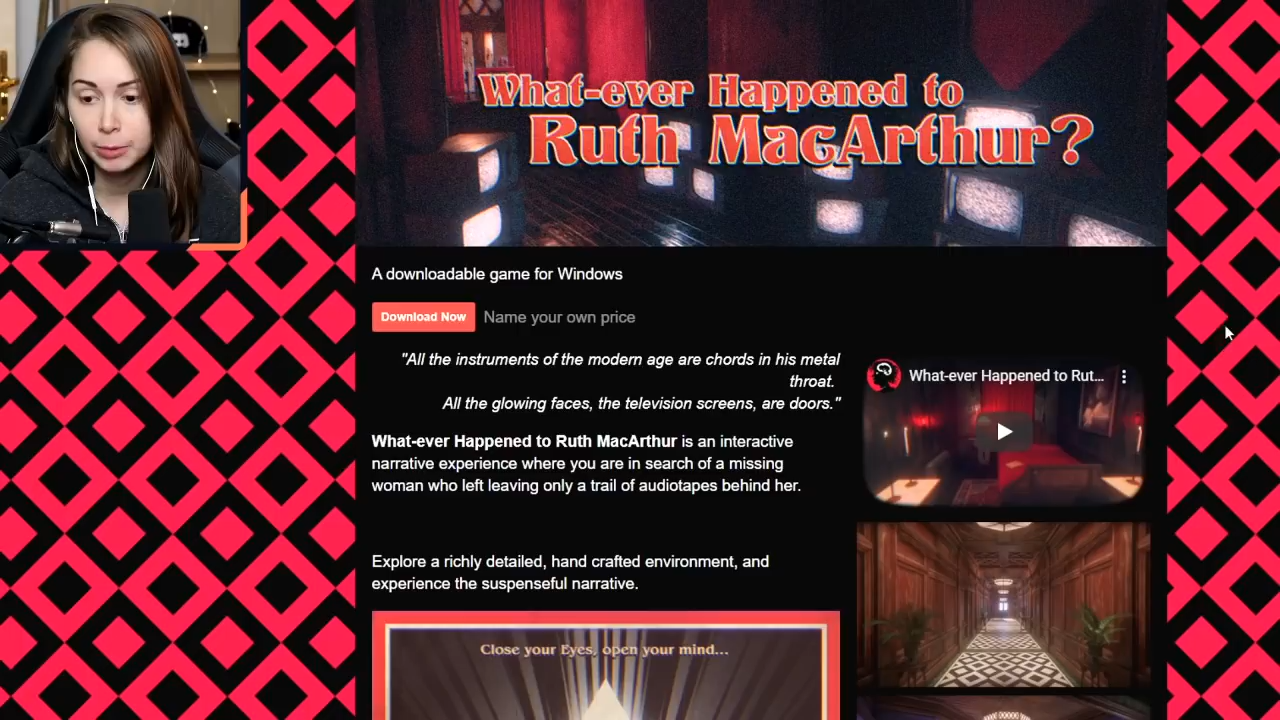 What-ever Happened to
Ruth MacArthur?
A downloadable game for Windows
Download Now Name your own price
"All the instruments of the modern age are chords in his metal
throat.
All the glowing faces, the television screens, are doors."
What-ever Happened to Rut...
What-ever Happened to Ruth MacArthur is an interactive
narrative experience where you are in search of a missing
woman who left leaving only a trail of audiotapes behind her.
Explore a richly detailed, hand crafted environment, and
experience the suspenseful narrative.
Close your Eyes, open your mind...